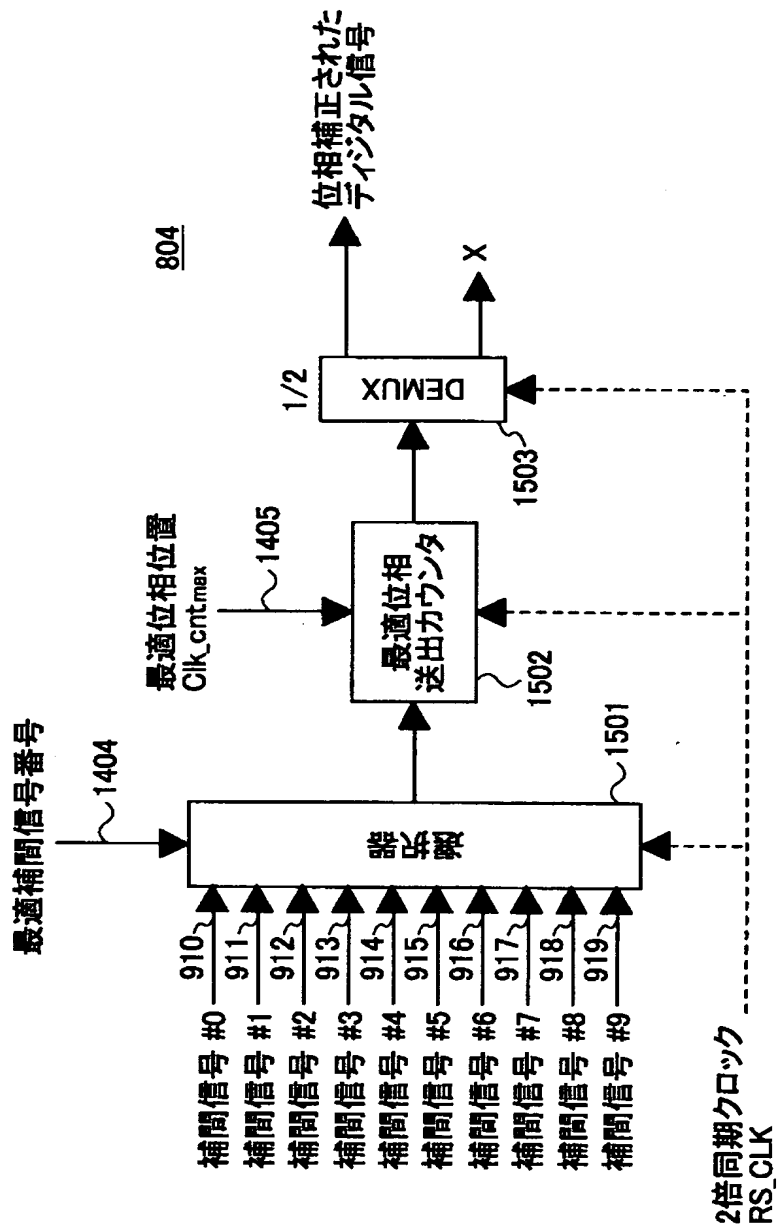 804
最適補間信号番号
1404
最適位相位置
Clk_cntmax
1405
1/2
位相補正された
ディジタル信号
補間信号 #0
910
補間信号 #1
911
補間信号 #2
912
補間信号 #3
913
補間信号 #4
914
補間信号 #5
915
補間信号 #6
916
補間信号 #7
917
補間信号 #8
918
補間信号 #9
919
選択器
1501
最適位相
送出カウンタ
1502
DEMUX
1503
X
2倍同期クロック
RS_CLK